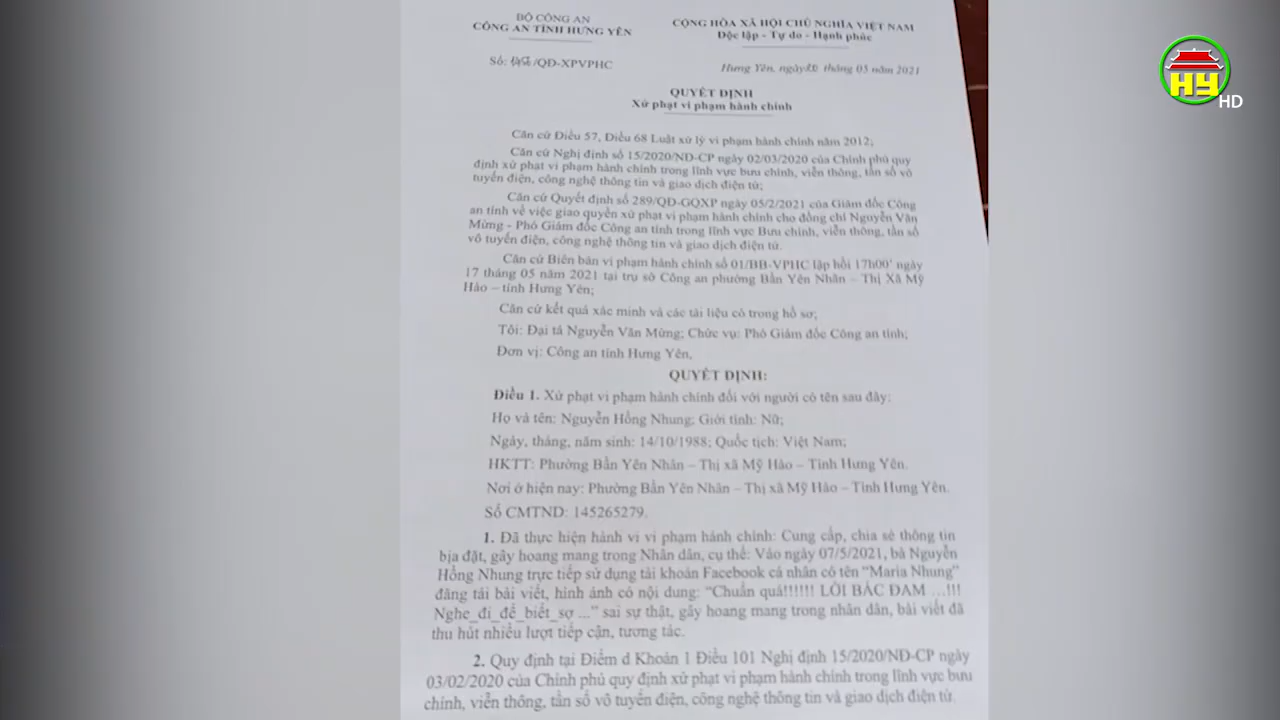 BỘ CÔNG AN
CÔNG AN TỈNH HƯNG YÊN
CỘNG HÒA XÃ HỘI CHỦ NGHĨA VIỆT NAM
Độc lập - Tự do - Hạnh phúc
Số: /QĐ-XPVPHC
Hưng Yên, ngày tháng 05 năm 2021
QUYẾT ĐỊNH
Xử phạt vi phạm hành chính
Căn cứ Điều 57, Điều 68 Luật xử lý vi phạm hành chính năm 2012;
Căn cứ Nghị định số 15/2020/NĐ-CP ngày 02/03/2020 của Chính phủ quy
định xử phạt vi phạm hành chính trong lĩnh vực bưu chính, viễn thông, tần số vô
tuyến điện, công nghệ thông tin và giao dịch điện tử;
Căn cứ Quyết định số 289/QĐ-GQXP ngày 05/2/2021 của Giám đốc Công
an tỉnh về việc giao quyền xử phạt vi phạm hành chính cho đồng chí Nguyễn Văn
Mừng - Phó Giám đốc Công an tỉnh trong lĩnh vực Bưu chính, viễn thông, tần số
vô tuyến điện, công nghệ thông tin và giao dịch điện tử.
Căn cứ Biên bản vi phạm hành chính số 01/BB-VPHC lập hồi 17h00' ngày
17 tháng 05 năm 2021 tại trụ sở Công an phường Bần Yên Nhân – Thị Xã Mỹ
Hào – tỉnh Hưng Yên;
Căn cứ kết quả xác minh và các tài liệu có trong hồ sơ;
Tôi: Đại tá Nguyễn Văn Mừng; Chức vụ: Phó Giám đốc Công an tỉnh;
Đơn vị: Công an tỉnh Hưng Yên.
QUYẾT ĐỊNH:
Điều 1. Xử phạt vi phạm hành chính đối với người có tên sau đây:
Họ và tên: Nguyễn Hồng Nhung; Giới tính: Nữ;
Ngày, tháng, năm sinh: 14/10/1988; Quốc tịch: Việt Nam;
HKTT: Phường Bần Yên Nhân – Thị xã Mỹ Hào – Tỉnh Hưng Yên.
Nơi ở hiện nay: Phường Bần Yên Nhân – Thị xã Mỹ Hào – Tỉnh Hưng Yên.
Số CMTND: 145265279.
1. Đã thực hiện hành vi vi phạm hành chính: Cung cấp, chia sẻ thông tin
bịa đặt, gây hoang mang trong Nhân dân, cụ thể: Vào ngày 07/5/2021, bà Nguyễn
Hồng Nhung trực tiếp sử dụng tài khoản Facebook cá nhân có tên “Maria Nhung”
đăng tải bài viết, hình ảnh có nội dung: “Chuẩn quá!!!!!! LỜI BÁC ĐAM ...!!!
Nghe_đi_để_biết_sợ ...” sai sự thật, gây hoang mang trong nhân dân, bài viết đã
thu hút nhiều lượt tiếp cận, tương tác.
2. Quy định tại Điểm d Khoản 1 Điều 101 Nghị định 15/2020/NĐ-CP ngày
03/02/2020 của Chính phủ quy định xử phạt vi phạm hành chính trong lĩnh vực bưu
chính, viễn thông, tần số vô tuyến điện, công nghệ thông tin và giao dịch điện tử.
HY HD